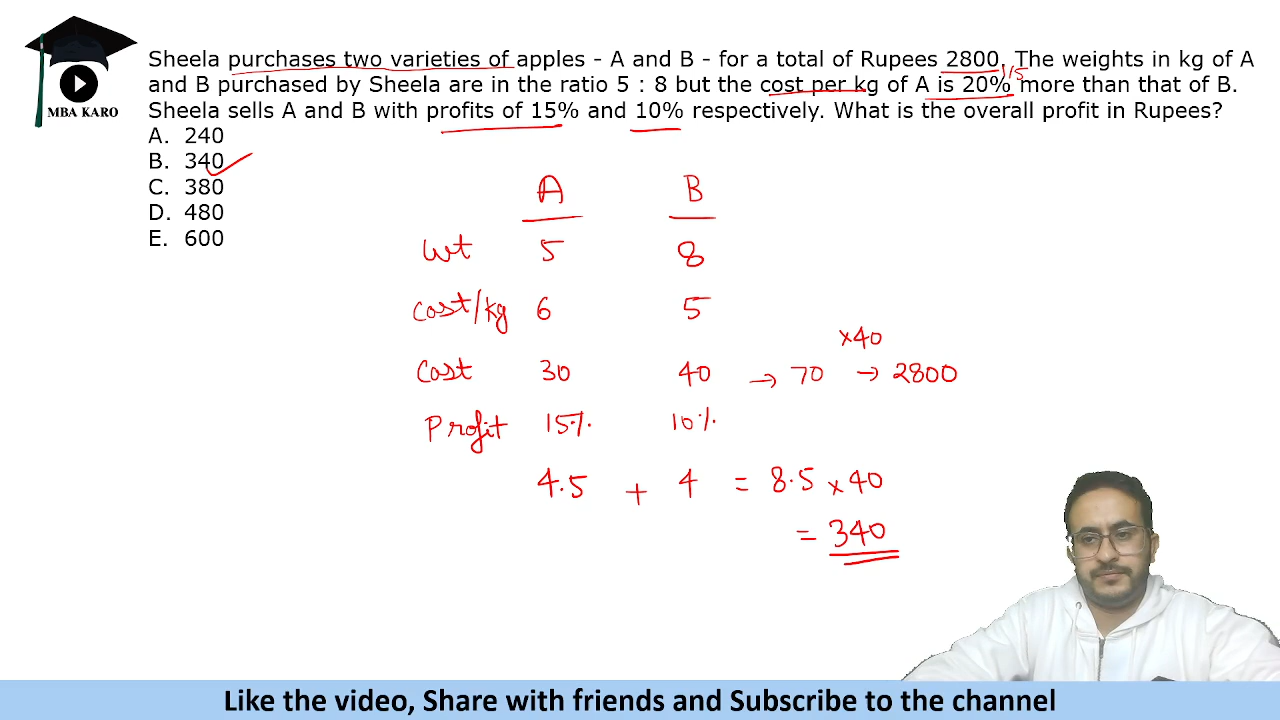 Sheela purchases two varieties of apples - A and B - for a total of Rupees 2800. The weights in kg of A
1/5
and B purchased by Sheela are in the ratio 5 : 8 but the cost per kg of A is 20% more than that of B.
Sheela sells A and B with profits of 15% and 10% respectively. What is the overall profit in Rupees?
MBA KARO
A. 240
B. 340
C. 380
D. 480
E. 600
A B
Wt 5 8
Cost/kg 6 5
×40
Cost 30 40 → 70 → 2800
Profit 15% 10%
4.5 + 4 = 8.5 × 40
= 340
Like the video, Share with friends and Subscribe to the channel